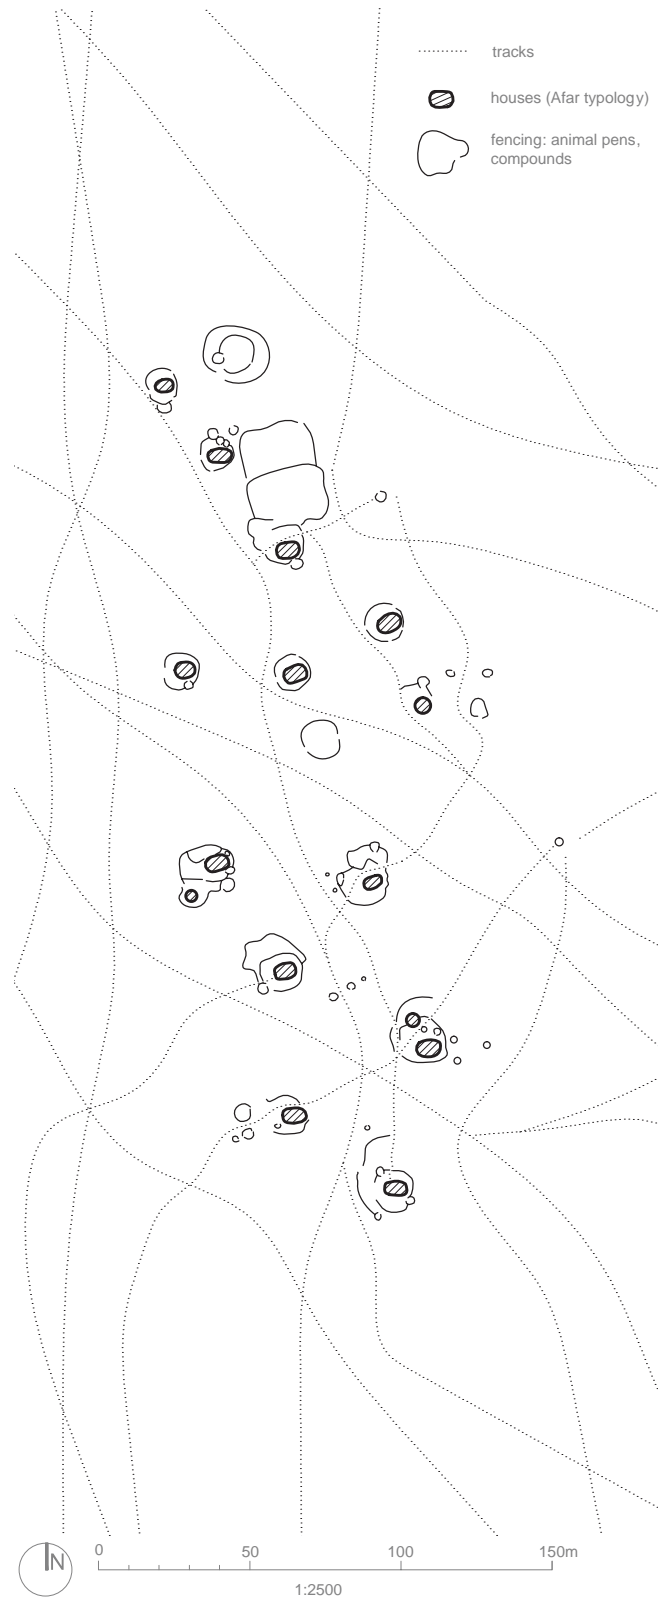 tracks
houses (Afar typology)
fencing: animal pens,
compounds
N
0 50 100 150m
1:2500